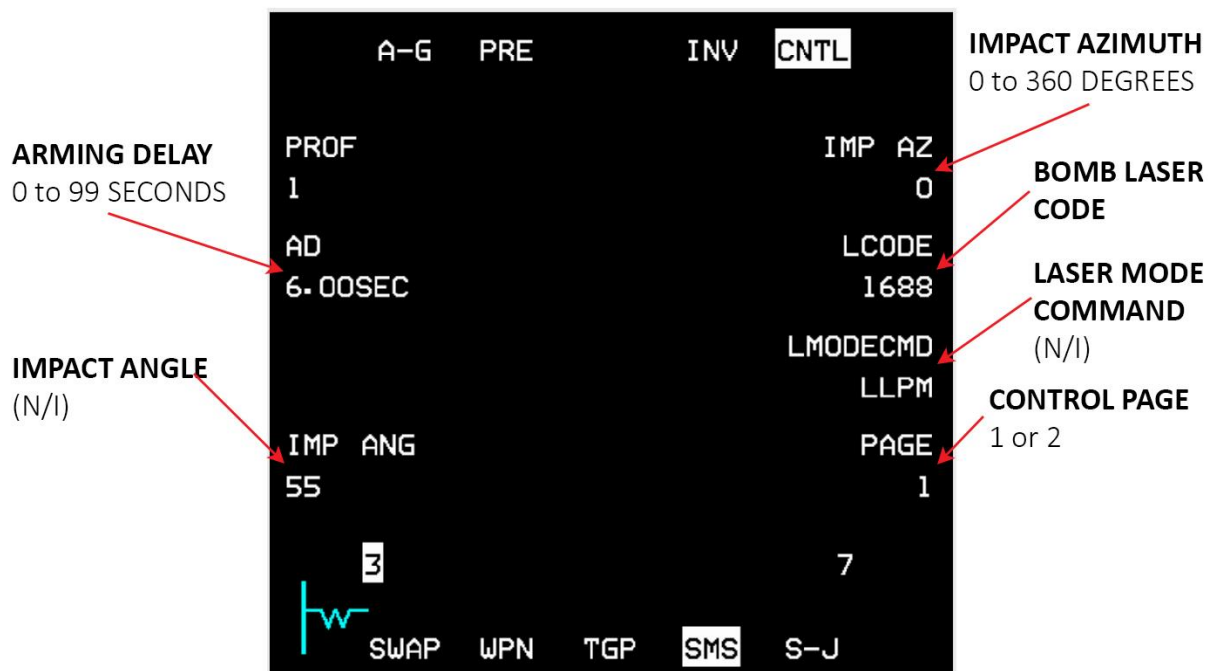 A-G PRE INV CNTL
IMPACT AZIMUTH
0 to 360 DEGREES
ARMING DELAY
0 to 99 SECONDS
PROF
1
IMP AZ
0
BOMB LASER
CODE
AD
6.00SEC
LCODE
1688
LASER MODE
COMMAND
(N/I)
LMODECMD
LLPM
IMPACT ANGLE
(N/I)
CONTROL PAGE
1 or 2
IMP ANG
55
PAGE
1
3 7
W
SWAP WPN TGP SMS S-J